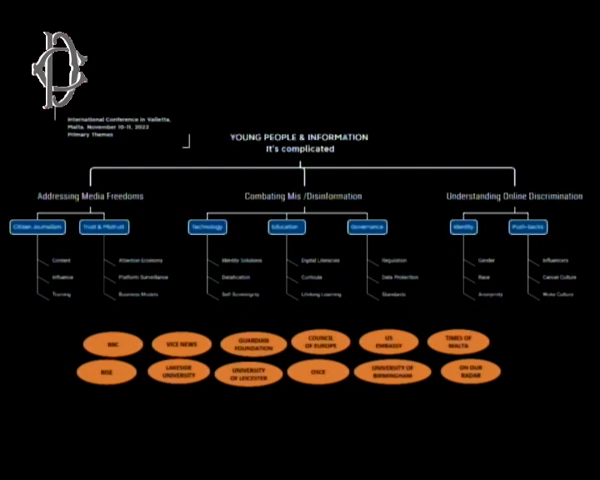 International Conference in Valletta,
Malta. November 10-11, 2022
Primary Themes
YOUNG PEOPLE & INFORMATION
It's complicated
Addressing Media Freedoms
Combating Mis /Disinformation
Understanding Online Discrimination
Citizen Journalism
Trust & Mistrust
Technology
Education
Governance
Identity
Push-backs
Content
Influence
Training
Attention Economy
Platform Surveillance
Business Models
Identity Solutions
Datafication
Self-Sovereignty
Digital Literacies
Curricula
Lifelong Learning
Regulation
Data Protection
Standards
Gender
Race
Anonymity
Influencers
Cancel Culture
Woke Culture
BBC
VICE NEWS
GUARDIAN
FOUNDATION
COUNCIL
OF EUROPE
US
EMBASSY
TIMES OF
MALTA
RISE
LAKESIDE
UNIVERSITY
UNIVERSITY
OF LEICESTER
OSCE
UNIVERSITY OF
BIRMINGHAM
ON OUR
RADAR